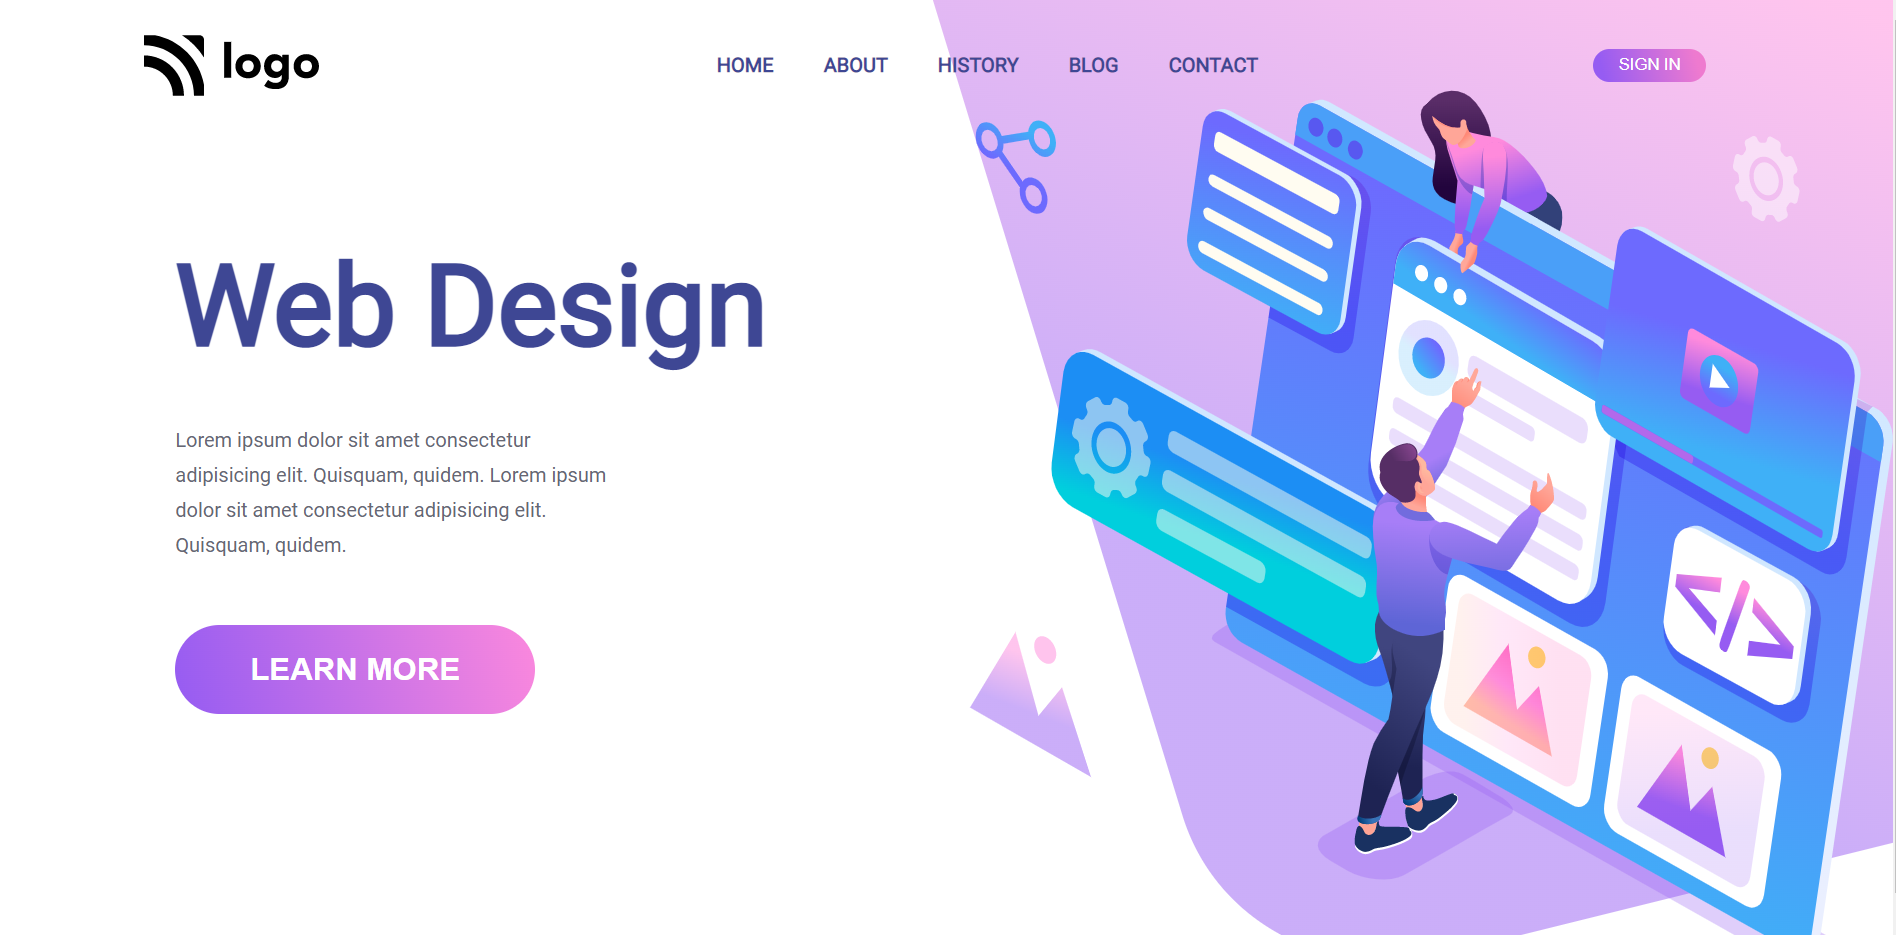 logo
HOME ABOUT HISTORY BLOG CONTACT
SIGN IN
Web Design
Lorem ipsum dolor sit amet consectetur
adipisicing elit. Quisquam, quidem. Lorem ipsum
dolor sit amet consectetur adipisicing elit.
Quisquam, quidem.
LEARN MORE
</>